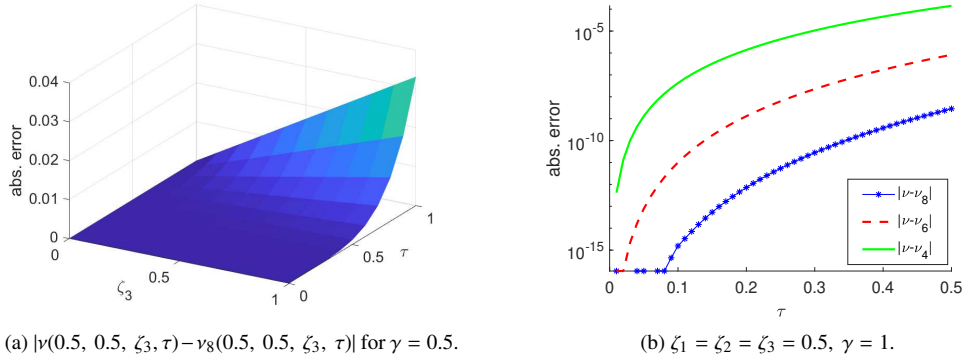 0.04
0.03
0.02
0.01
0
abs. error
0
0.5
1
ζ3
0
0.5
1
τ
10^-5
10^-10
10^-15
abs. error
0
0.1
0.2
0.3
0.4
0.5
τ
|ν-ν8|
|ν-ν6|
|ν-ν4|
(a) |ν(0.5, 0.5, ζ3, τ)−ν8(0.5, 0.5, ζ3, τ)| for γ = 0.5.
(b) ζ1 = ζ2 = ζ3 = 0.5, γ = 1.